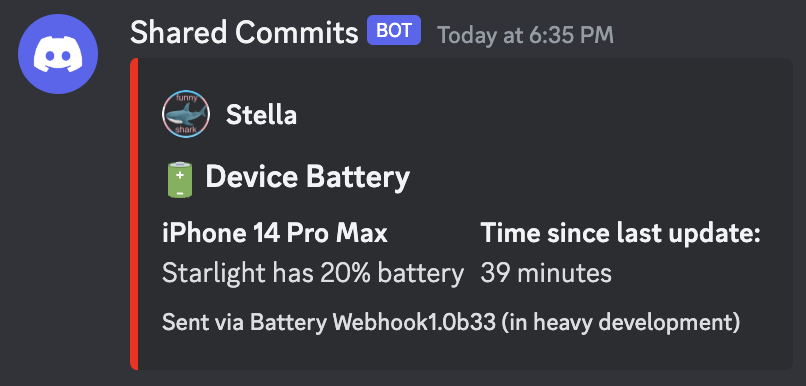 Shared Commits BOT Today at 6:35 PM
funny
shark
Stella
Device Battery
iPhone 14 Pro Max Time since last update:
Starlight has 20% battery 39 minutes
Sent via Battery Webhook1.0b33 (in heavy development)